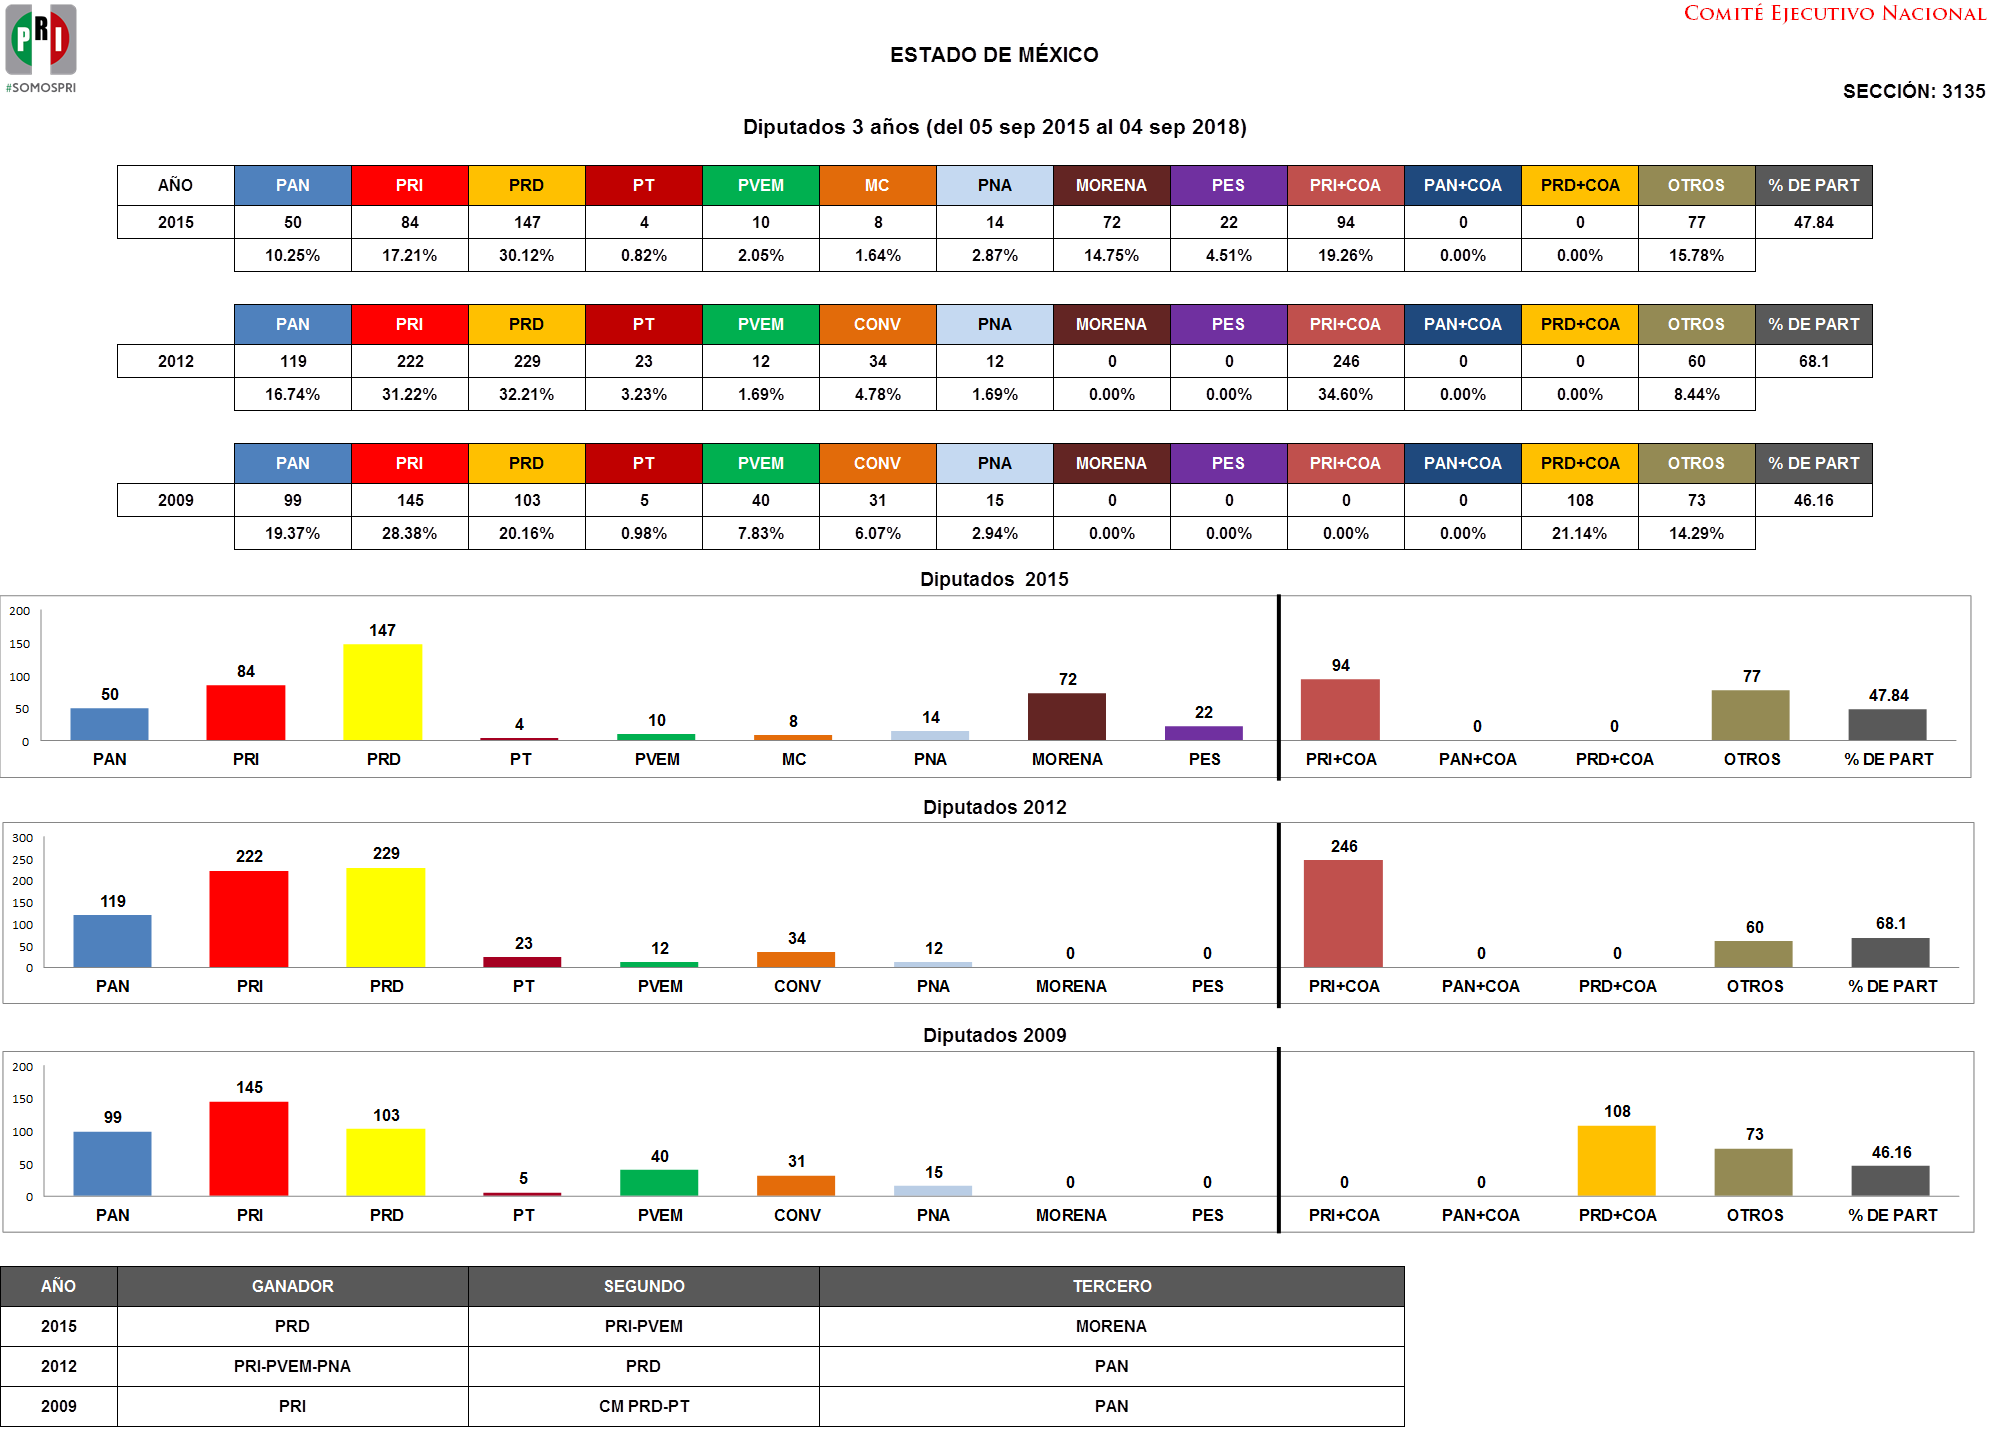 PRI
#SOMOSPRI
COMITÉ EJECUTIVO NACIONAL
ESTADO DE MÉXICO
SECCIÓN: 3135
Diputados 3 años (del 05 sep 2015 al 04 sep 2018)
AÑO PAN PRI PRD PT PVEM MC PNA MORENA PES PRI+COA PAN+COA PRD+COA OTROS % DE PART
2015 50 84 147 4 10 8 14 72 22 94 0 0 77 47.84
10.25% 17.21% 30.12% 0.82% 2.05% 1.64% 2.87% 14.75% 4.51% 19.26% 0.00% 0.00% 15.78%
PAN PRI PRD PT PVEM CONV PNA MORENA PES PRI+COA PAN+COA PRD+COA OTROS % DE PART
2012 119 222 229 23 12 34 12 0 0 246 0 0 60 68.1
16.74% 31.22% 32.21% 3.23% 1.69% 4.78% 1.69% 0.00% 0.00% 34.60% 0.00% 0.00% 8.44%
PAN PRI PRD PT PVEM CONV PNA MORENA PES PRI+COA PAN+COA PRD+COA OTROS % DE PART
2009 99 145 103 5 40 31 15 0 0 0 0 108 73 46.16
19.37% 28.38% 20.16% 0.98% 7.83% 6.07% 2.94% 0.00% 0.00% 0.00% 0.00% 21.14% 14.29%
Diputados 2015
200
150
100
50
0
50 84 147 4 10 8 14 72 22 94 0 0 77 47.84
PAN PRI PRD PT PVEM MC PNA MORENA PES PRI+COA PAN+COA PRD+COA OTROS % DE PART
Diputados 2012
300
250
200
150
100
50
0
119 222 229 23 12 34 12 0 0 246 0 0 60 68.1
PAN PRI PRD PT PVEM CONV PNA MORENA PES PRI+COA PAN+COA PRD+COA OTROS % DE PART
Diputados 2009
200
150
100
50
0
99 145 103 5 40 31 15 0 0 0 0 108 73 46.16
PAN PRI PRD PT PVEM CONV PNA MORENA PES PRI+COA PAN+COA PRD+COA OTROS % DE PART
AÑO GANADOR SEGUNDO TERCERO
2015 PRD PRI-PVEM MORENA
2012 PRI-PVEM-PNA PRD PAN
2009 PRI CM PRD-PT PAN